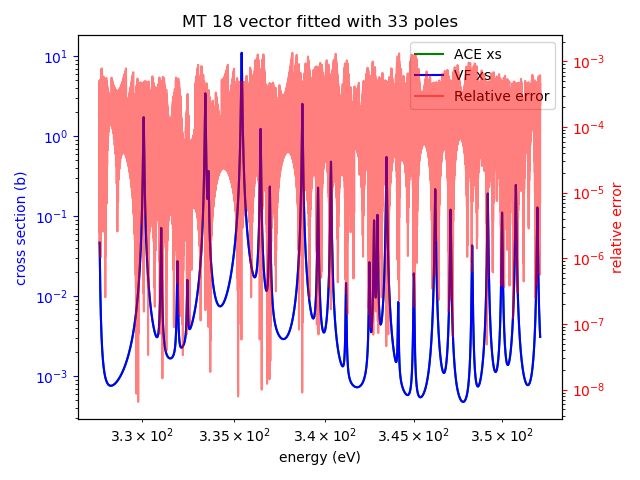 MT 18 vector fitted with 33 poles
ACE xs
VF xs
Relative error
cross section (b)
10¹
10⁰
10⁻¹
10⁻²
10⁻³
relative error
10⁻³
10⁻⁴
10⁻⁵
10⁻⁶
10⁻⁷
10⁻⁸
3.3 × 10² 3.35 × 10² 3.4 × 10² 3.45 × 10² 3.5 × 10²
energy (eV)